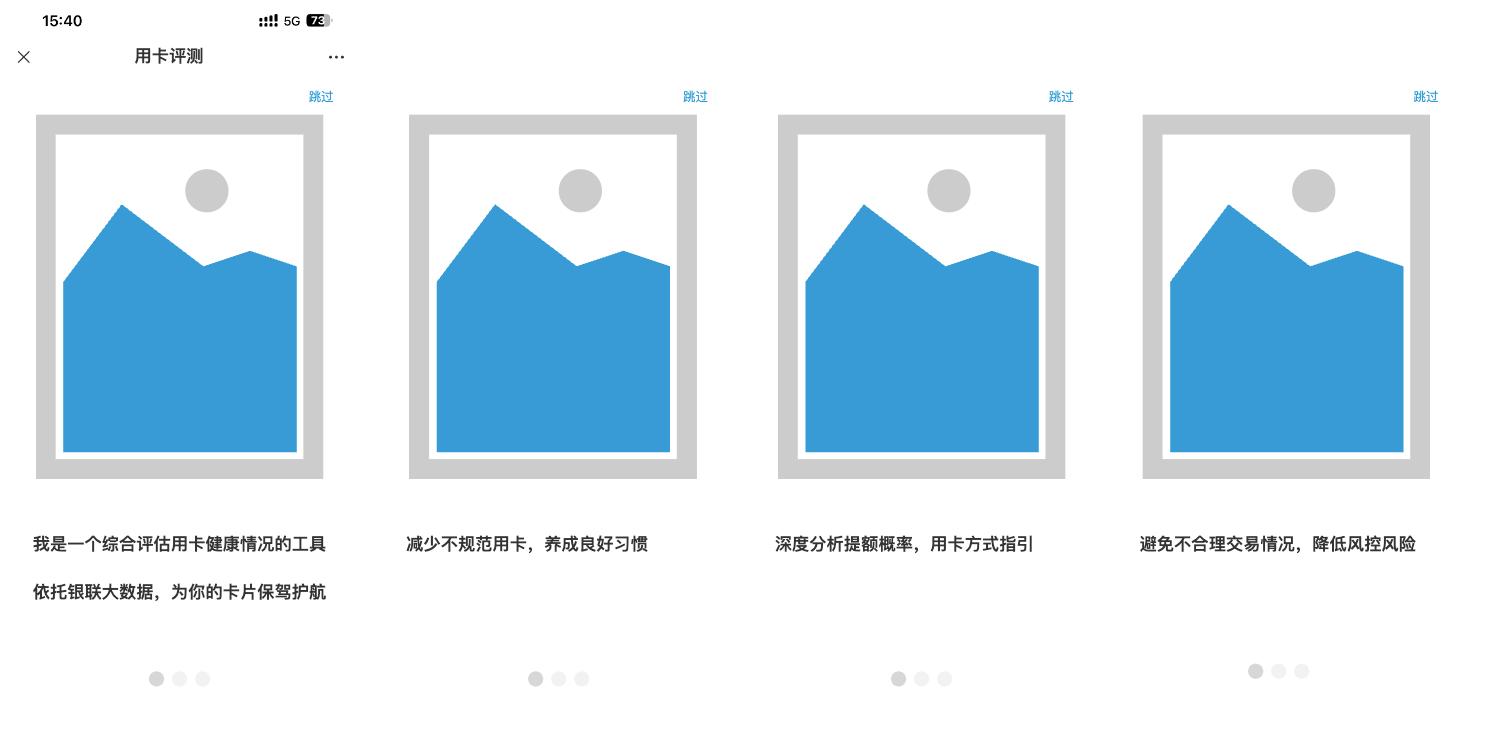 15:40
5G
73
用卡评测
跳过
跳过
跳过
跳过
我是一个综合评估用卡健康情况的工具
依托银联大数据，为你的卡片保驾护航
减少不规范用卡，养成良好习惯
深度分析提额概率，用卡方式指引
避免不合理交易情况，降低风控风险